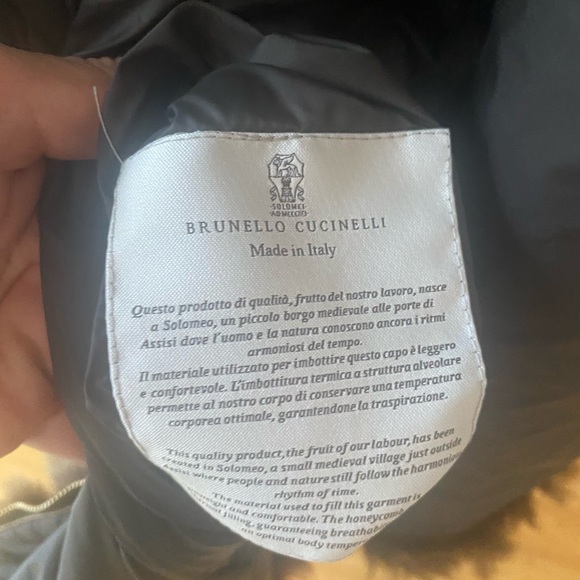 SOLOMEI
BRUNELLO CUCINELLI
Made in Italy
Questo prodotto di qualità, frutto del nostro lavoro, nasce
a Solomeo, un piccolo borgo medievale alle porte di
Assisi dove l'uomo e la natura conoscono ancora i ritmi
armoniosi del tempo.
Il materiale utilizzato per imbottire questo capo è leggero
e confortevole. L'imbottitura termica a struttura alveolare
permette al nostro corpo di conservare una temperatura
corporea ottimale, garantendone la traspirazione.
This quality product, the fruit of our labour, has been
created in Solomeo, a small medieval village just outside
Assisi where people and nature still follow the harmonio
rhythm of time.
The material used to fill this garment is
and comfortable. The honeycomb
filling, guaranteeing breathab
an optimal body temper